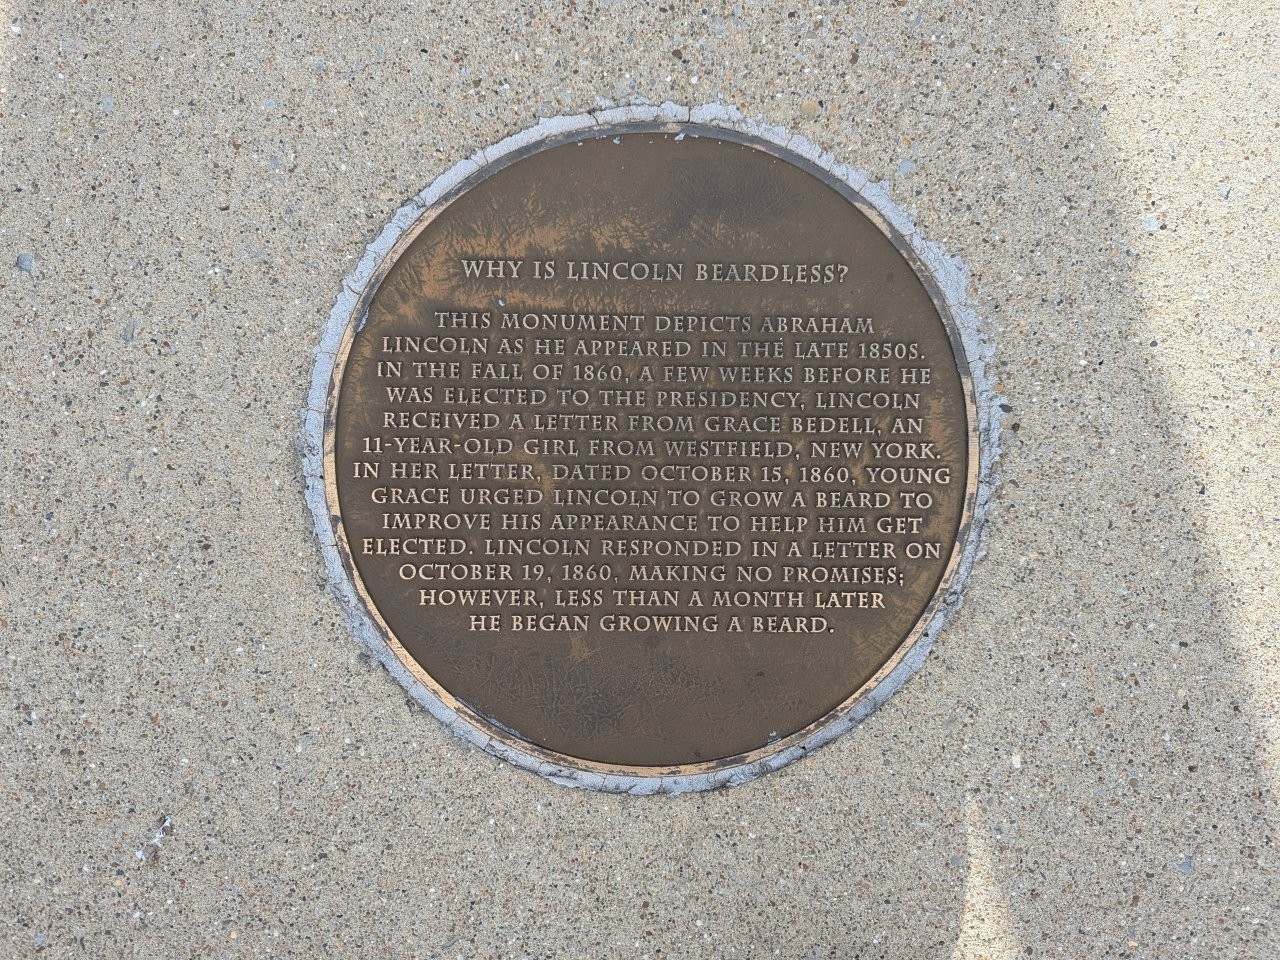 WHY IS LINCOLN BEARDLESS?
THIS MONUMENT DEPICTS ABRAHAM
LINCOLN AS HE APPEARED IN THE LATE 1850S.
IN THE FALL OF 1860, A FEW WEEKS BEFORE HE
WAS ELECTED TO THE PRESIDENCY, LINCOLN
RECEIVED A LETTER FROM GRACE BEDELL, AN
11-YEAR-OLD GIRL FROM WESTFIELD, NEW YORK.
IN HER LETTER, DATED OCTOBER 15, 1860, YOUNG
GRACE URGED LINCOLN TO GROW A BEARD TO
IMPROVE HIS APPEARANCE TO HELP HIM GET
ELECTED. LINCOLN RESPONDED IN A LETTER ON
OCTOBER 19, 1860, MAKING NO PROMISES;
HOWEVER, LESS THAN A MONTH LATER
HE BEGAN GROWING A BEARD.